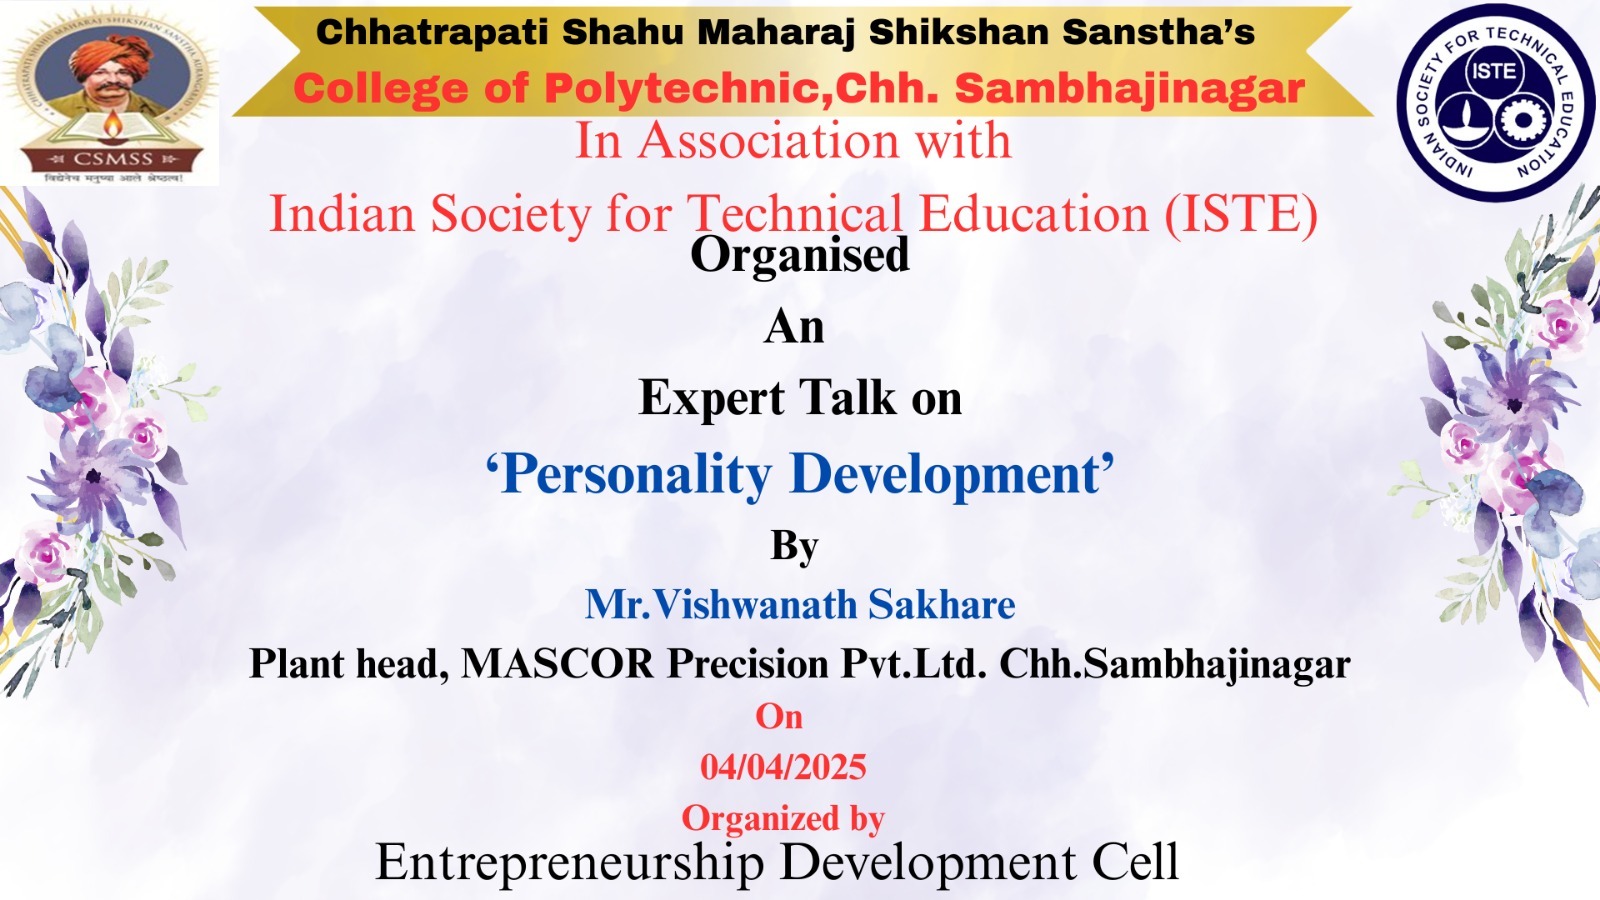 Chhatrapati Shahu Maharaj Shikshan Sanstha's
College of Polytechnic,Chh. Sambhajinagar
In Association with
Indian Society for Technical Education (ISTE)
Organised
An
Expert Talk on
‘Personality Development’
By
Mr.Vishwanath Sakhare
Plant head, MASCOR Precision Pvt.Ltd. Chh.Sambhajinagar
On
04/04/2025
Organized by
Entrepreneurship Development Cell
CHHATRAPATI SHAHU MAHARAJ SHIKSHAN SANSTHA
CSMSS
विद्येनेच मनुष्या आले श्रेष्ठत्व!
INDIAN SOCIETY FOR TECHNICAL EDUCATION
ISTE